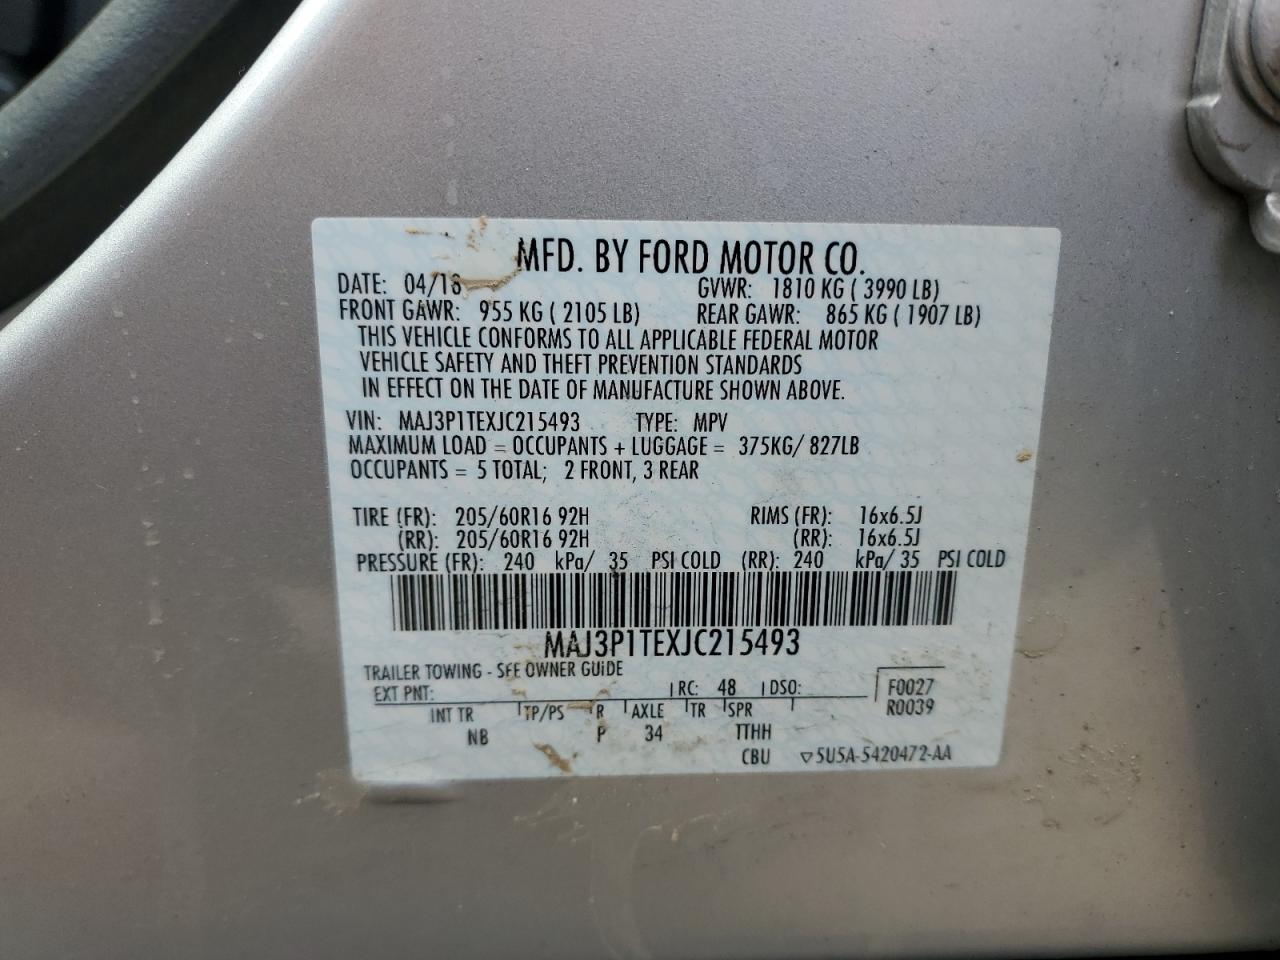 MFD. BY FORD MOTOR CO.
DATE: 04/18 GVWR: 1810 KG ( 3990 LB)
FRONT GAWR: 955 KG ( 2105 LB) REAR GAWR: 865 KG ( 1907 LB)
THIS VEHICLE CONFORMS TO ALL APPLICABLE FEDERAL MOTOR
VEHICLE SAFETY AND THEFT PREVENTION STANDARDS
IN EFFECT ON THE DATE OF MANUFACTURE SHOWN ABOVE.
VIN: MAJ3P1TEXJC215493 TYPE: MPV
MAXIMUM LOAD = OCCUPANTS + LUGGAGE = 375KG/ 827LB
OCCUPANTS = 5 TOTAL; 2 FRONT, 3 REAR
TIRE (FR): 205/60R16 92H RIMS (FR): 16x6.5J
(RR): 205/60R16 92H (RR): 16x6.5J
PRESSURE (FR): 240 kPa/ 35 PSI COLD (RR): 240 kPa/ 35 PSI COLD
MAJ3P1TEXJC215493
TRAILER TOWING - SEE OWNER GUIDE
EXT PNT: RC: 48 DSO: F0027
INT TR TP/PS R AXLE TR SPR R0039
NB P 34 TTHH
CBU ▽5U5A-5420472-AA